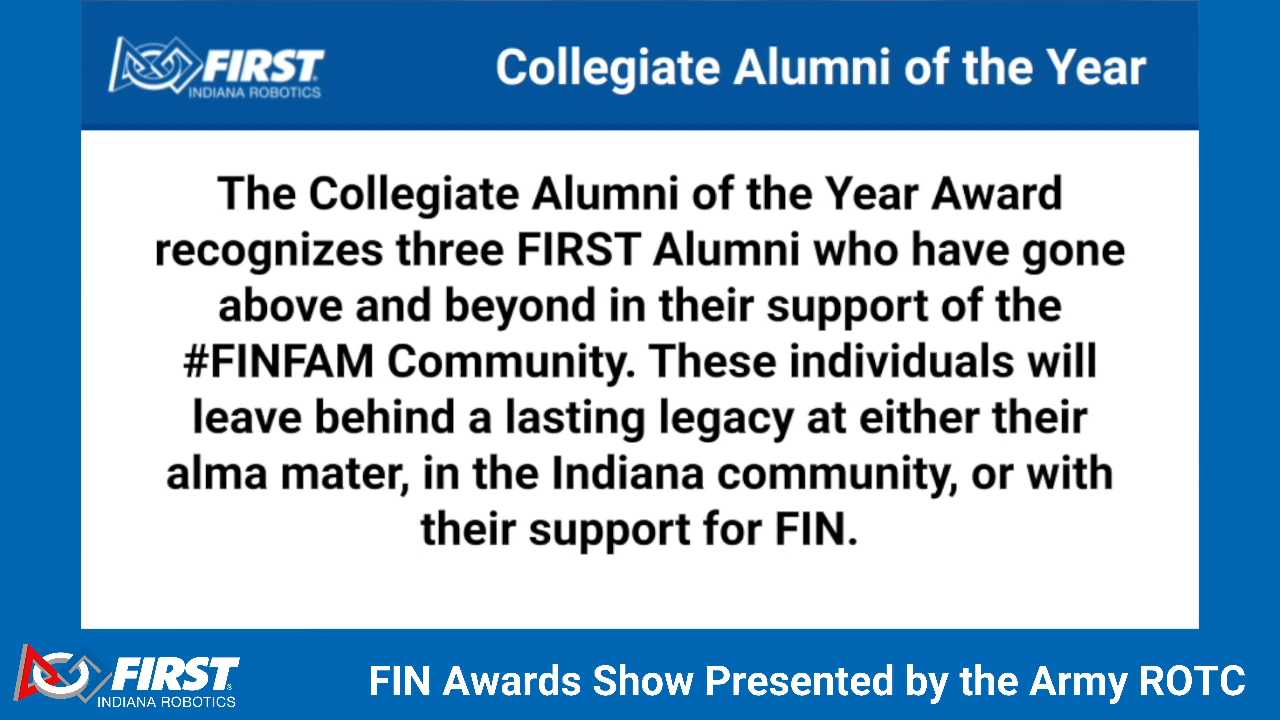 FIRST
INDIANA ROBOTICS
Collegiate Alumni of the Year
The Collegiate Alumni of the Year Award
recognizes three FIRST Alumni who have gone
above and beyond in their support of the
#FINFAM Community. These individuals will
leave behind a lasting legacy at either their
alma mater, in the Indiana community, or with
their support for FIN.
FIRST
INDIANA ROBOTICS
FIN Awards Show Presented by the Army ROTC